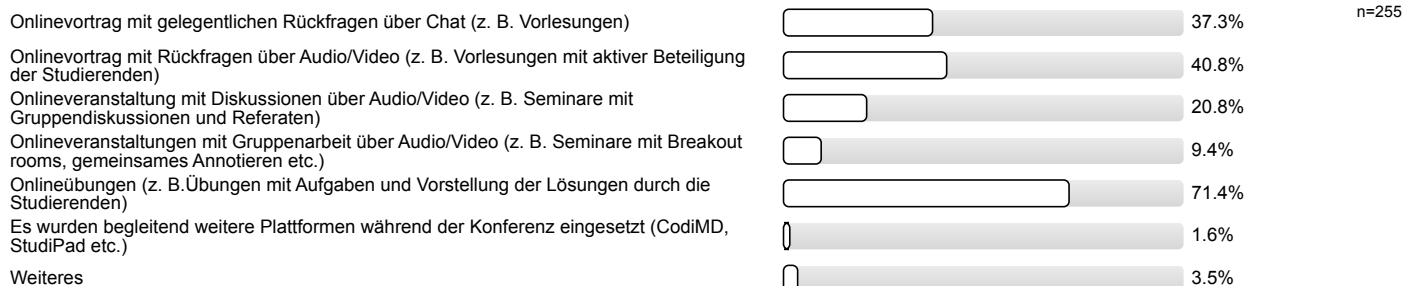 Onlinevortrag mit gelegentlichen Rückfragen über Chat (z. B. Vorlesungen) 37.3% n=255
Onlinevortrag mit Rückfragen über Audio/Video (z. B. Vorlesungen mit aktiver Beteiligung
der Studierenden) 40.8%
Onlineveranstaltung mit Diskussionen über Audio/Video (z. B. Seminare mit
Gruppendiskussionen und Referaten) 20.8%
Onlineveranstaltungen mit Gruppenarbeit über Audio/Video (z. B. Seminare mit Breakout
rooms, gemeinsames Annotieren etc.) 9.4%
Onlineübungen (z. B.Übungen mit Aufgaben und Vorstellung der Lösungen durch die
Studierenden) 71.4%
Es wurden begleitend weitere Plattformen während der Konferenz eingesetzt (CodiMD,
StudiPad etc.) 1.6%
Weiteres 3.5%